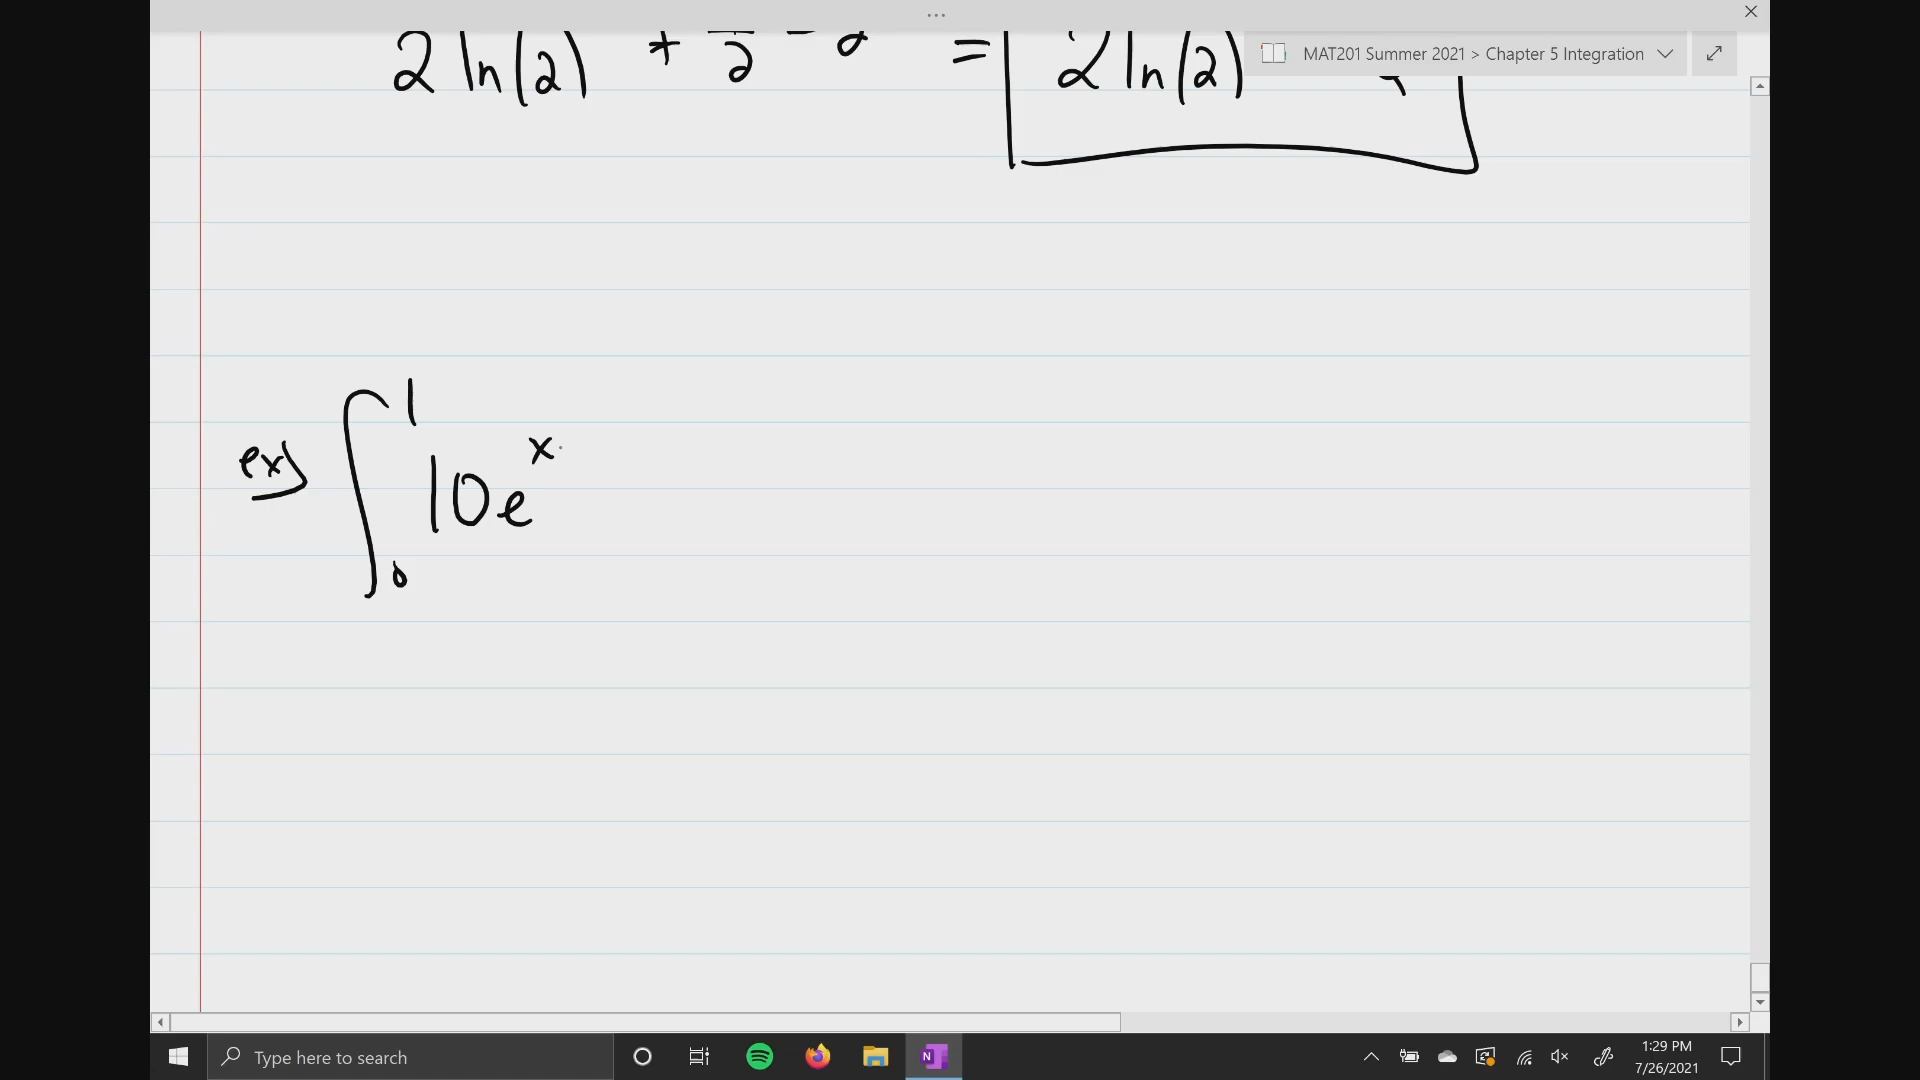 MAT201 Summer 2021 > Chapter 5 Integration
2 ln(2) + — = 2 ln(2)
ex) ∫₀¹ 10e^x
Type here to search
N
1:29 PM
7/26/2021